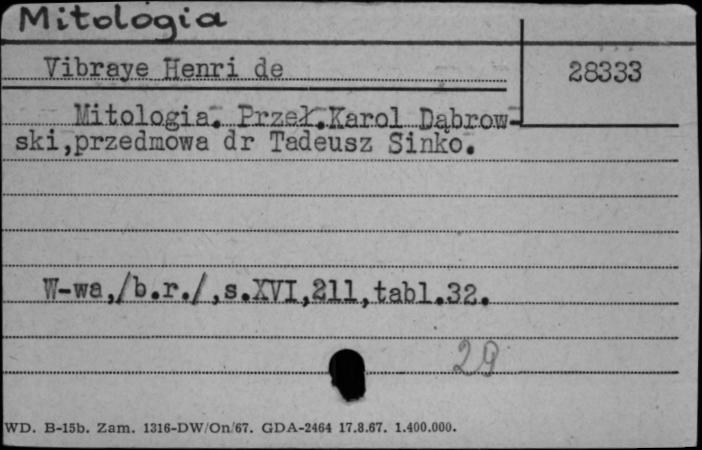 Mitologia
Vibraye Henri de
28333
Mitologia. Przeł.Karol Dąbrow-
ski,przedmowa dr Tadeusz Sinko.
W-wa,/b.r./,s.XVI,211,tabl.32.
29
WD. B-15b. Zam. 1316-DW/On/67. GDA-2464 17.8.67. 1.400.000.